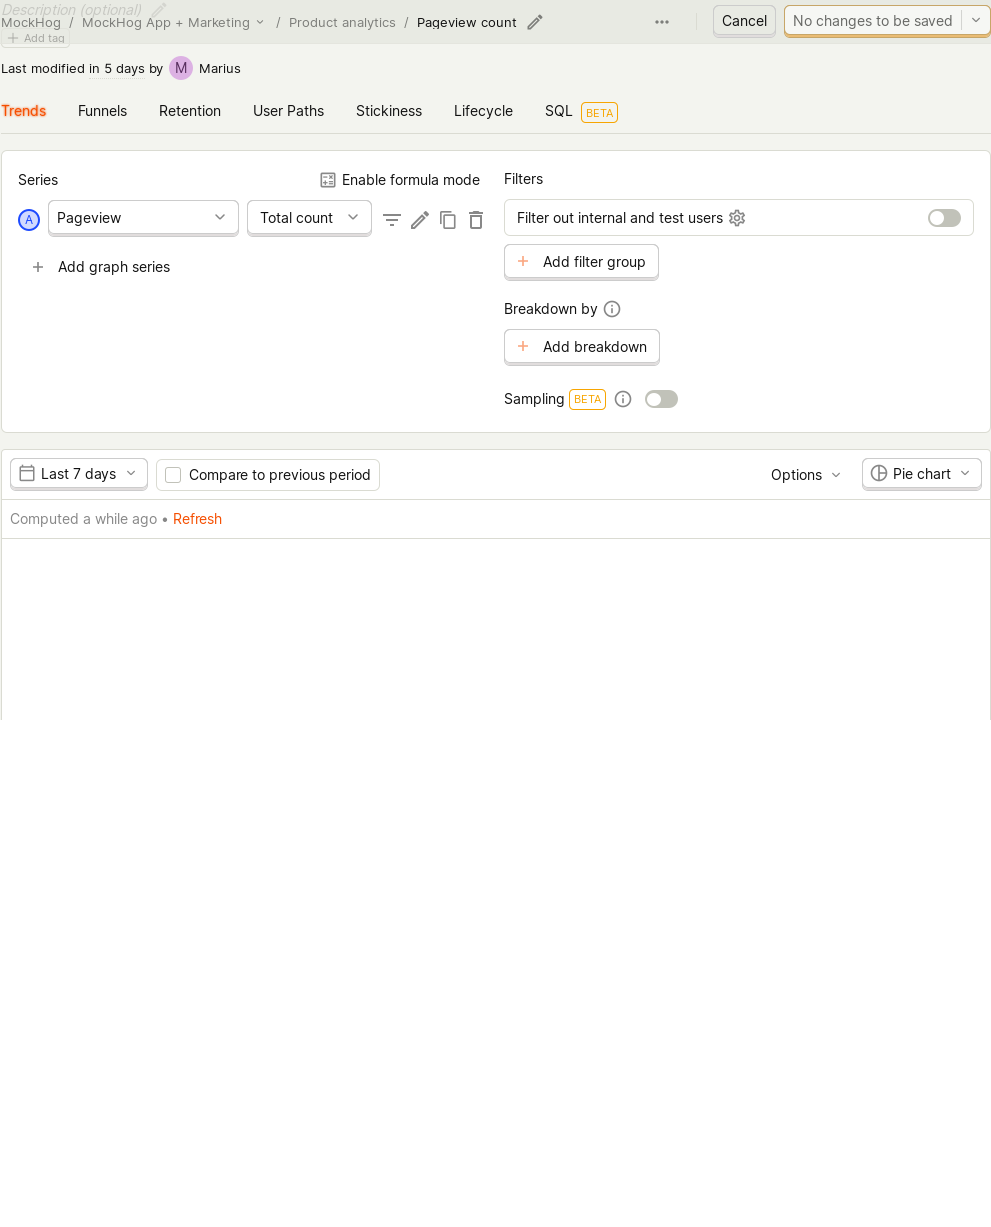 Description (optional)
MockHog / MockHog App + Marketing / Product analytics / Pageview count
Cancel
No changes to be saved
Add tag
Last modified in 5 days by M Marius
Trends Funnels Retention User Paths Stickiness Lifecycle SQL BETA
Series
Enable formula mode
A Pageview Total count
Add graph series
Filters
Filter out internal and test users
Add filter group
Breakdown by
Add breakdown
Sampling BETA
Last 7 days Compare to previous period Options Pie chart
Computed a while ago • Refresh